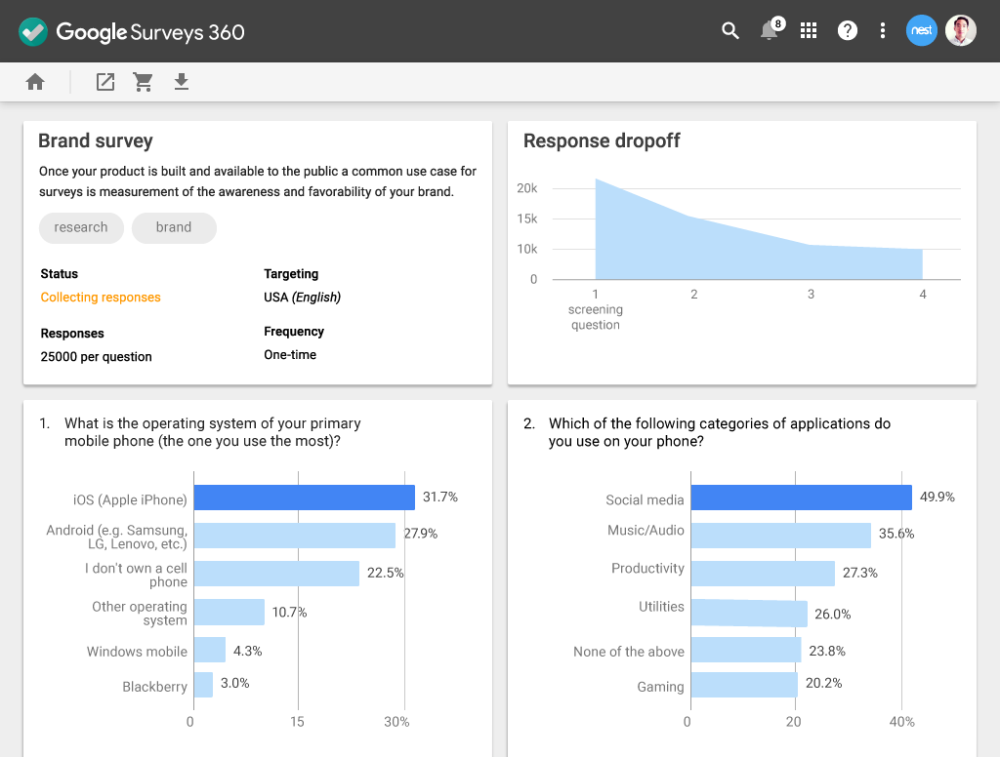 Google Surveys 360
8
nest
Brand survey
Once your product is built and available to the public a common use case for
surveys is measurement of the awareness and favorability of your brand.
research
brand
Status
Collecting responses
Targeting
USA (English)
Responses
25000 per question
Frequency
One-time
Response dropoff
20k
15k
10k
0
1
2
3
4
screening
question
1. What is the operating system of your primary
mobile phone (the one you use the most)?
iOS (Apple iPhone)
31.7%
Android (e.g. Samsung,
LG, Lenovo, etc.)
27.9%
I don't own a cell
phone
22.5%
Other operating
system
10.7%
Windows mobile
4.3%
Blackberry
3.0%
0
15
30%
2. Which of the following categories of applications do
you use on your phone?
Social media
49.9%
Music/Audio
35.6%
Productivity
27.3%
Utilities
26.0%
None of the above
23.8%
Gaming
20.2%
0
20
40%